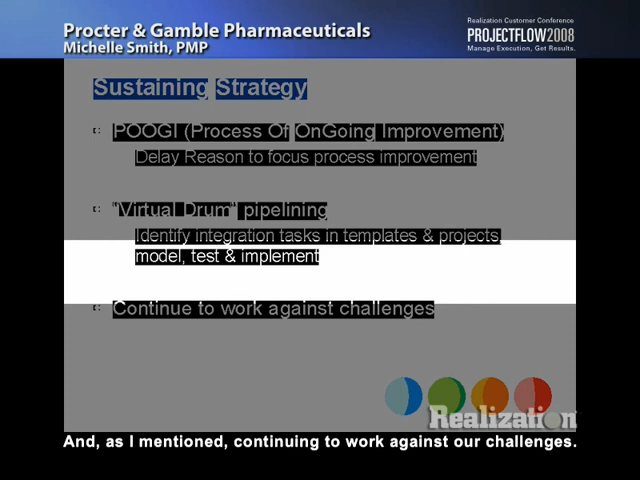 Procter & Gamble Pharmaceuticals
Michelle Smith, PMP
Realization Customer Conference
PROJECTFLOW2008
Manage Execution, Get Results.
Sustaining Strategy
POOGI (Process Of OnGoing Improvement)
Delay Reason to focus process improvement
"Virtual Drum" pipelining
Identify integration tasks in templates & projects,
model, test & implement
Continue to work against challenges
Realization
And, as I mentioned, continuing to work against our challenges.